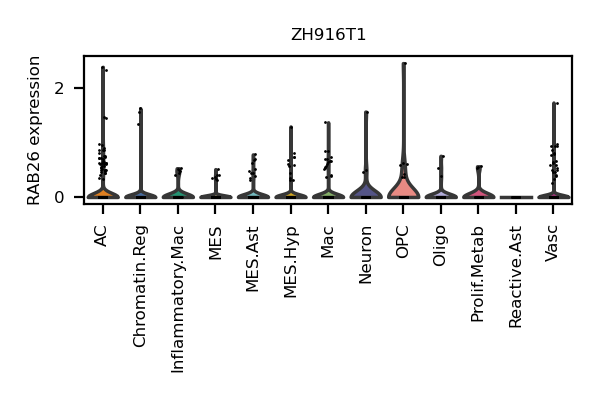 ZH916T1
RAB26 expression
2
0
AC
Chromatin.Reg
Inflammatory.Mac
MES
MES.Ast
MES.Hyp
Mac
Neuron
OPC
Oligo
Prolif.Metab
Reactive.Ast
Vasc